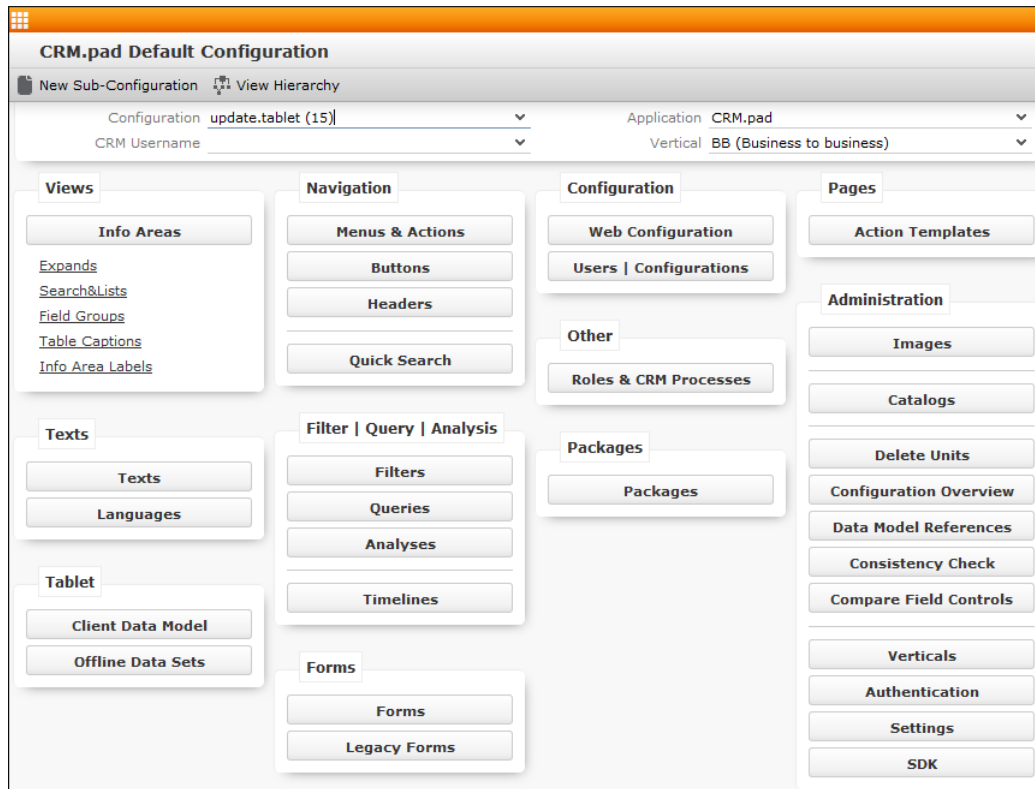 CRM.pad Default Configuration
New Sub-Configuration View Hierarchy
Configuration update.tablet (15) Application CRM.pad
CRM Username Vertical BB (Business to business)
Views
Info Areas
Expands
Search&Lists
Field Groups
Table Captions
Info Area Labels
Texts
Texts
Languages
Tablet
Client Data Model
Offline Data Sets
Navigation
Menus & Actions
Buttons
Headers
Quick Search
Filter | Query | Analysis
Filters
Queries
Analyses
Timelines
Forms
Forms
Legacy Forms
Configuration
Web Configuration
Users | Configurations
Other
Roles & CRM Processes
Packages
Packages
Pages
Action Templates
Administration
Images
Catalogs
Delete Units
Configuration Overview
Data Model References
Consistency Check
Compare Field Controls
Verticals
Authentication
Settings
SDK